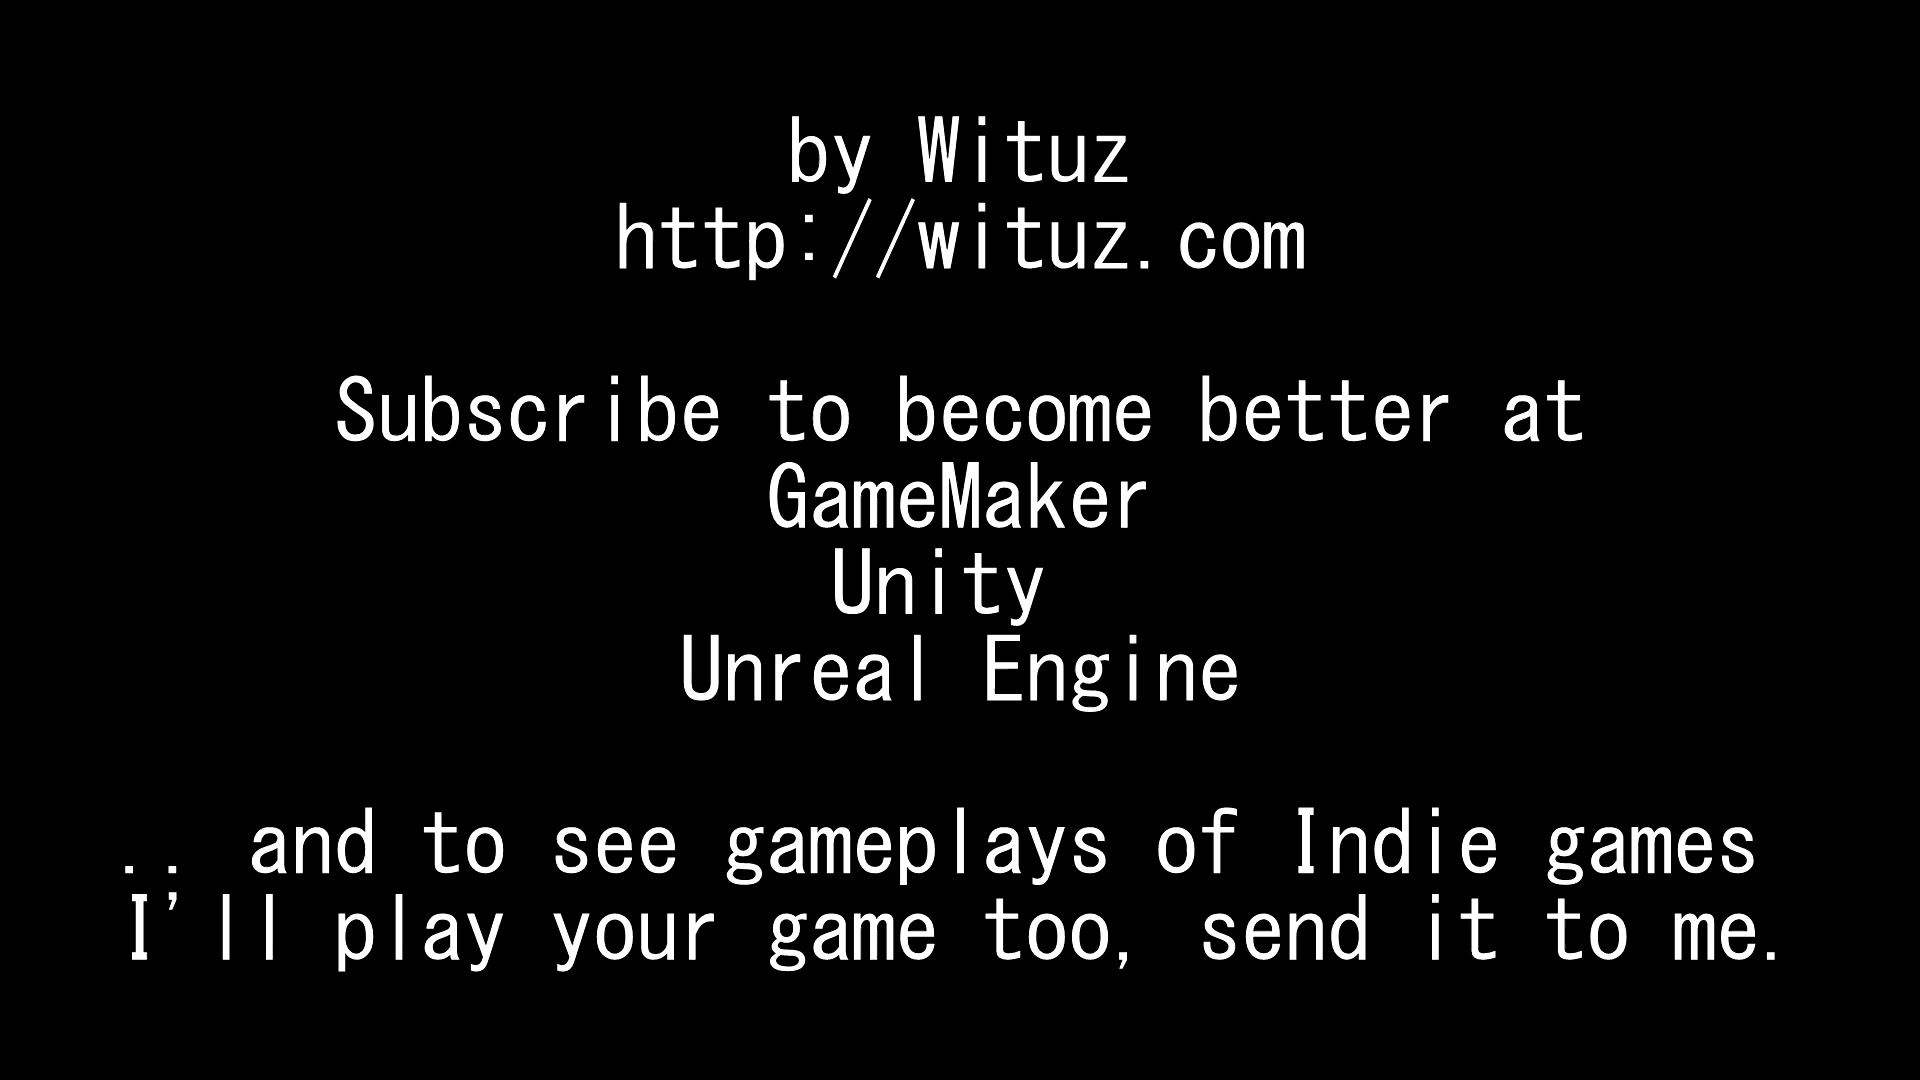 by Wituz
http://wituz.com
Subscribe to become better at
GameMaker
Unity
Unreal Engine
.. and to see gameplays of Indie games
I'll play your game too, send it to me.